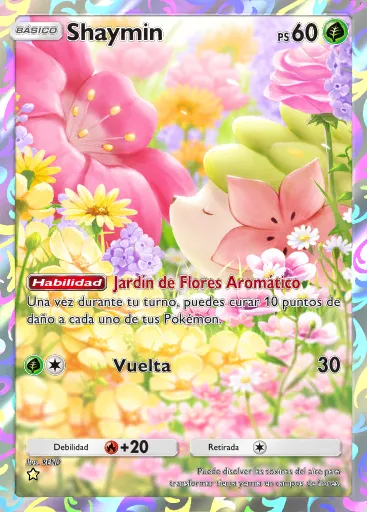 BÁSICO Shaymin PS 60
Habilidad Jardín de Flores Aromático
Una vez durante tu turno, puedes curar 10 puntos de
daño a cada uno de tus Pokémon.
Vuelta 30
Debilidad +20 Retirada
Ilus. REND
Puede disolver las toxinas del aire para
transformar tierra yerma en campos de flores.